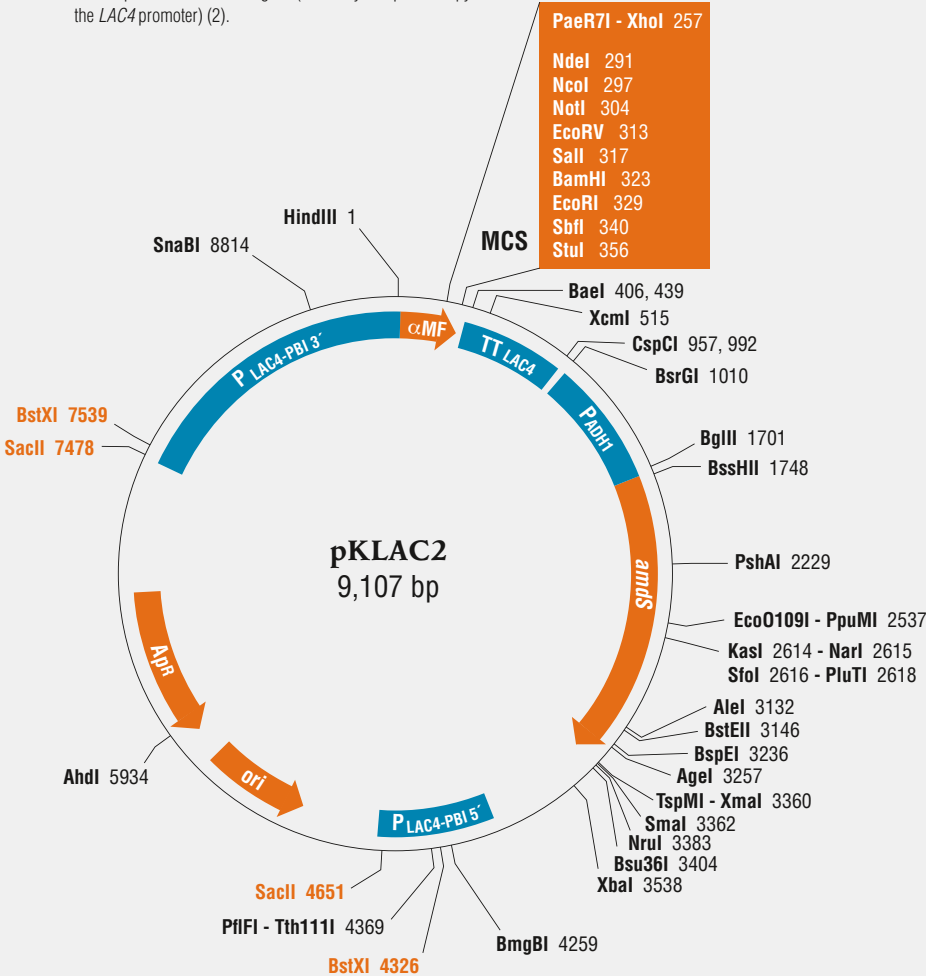 the LAC4 promoter) (2).
PaeR7I - XhoI 257
NdeI 291
NcoI 297
NotI 304
EcoRV 313
SalI 317
BamHI 323
EcoRI 329
SbfI 340
StuI 356
MCS
HindIII 1
SnaBI 8814
BaeI 406, 439
XcmI 515
CspCI 957, 992
BsrGI 1010
αMF
TT LAC4
P LAC4-PBI 3´
PADH1
BstXI 7539
SacII 7478
BglII 1701
BssHII 1748
pKLAC2
9,107 bp
amdS
PshAI 2229
EcoO109I - PpuMI 2537
KasI 2614 - NarI 2615
SfoI 2616 - PluTI 2618
ApR
AleI 3132
BstEII 3146
BspEI 3236
AgeI 3257
AhdI 5934
ori
TspMI - XmaI 3360
SmaI 3362
NruI 3383
Bsu36I 3404
XbaI 3538
P LAC4-PBI 5´
SacII 4651
PflFI - Tth111I 4369
BmgBI 4259
BstXI 4326